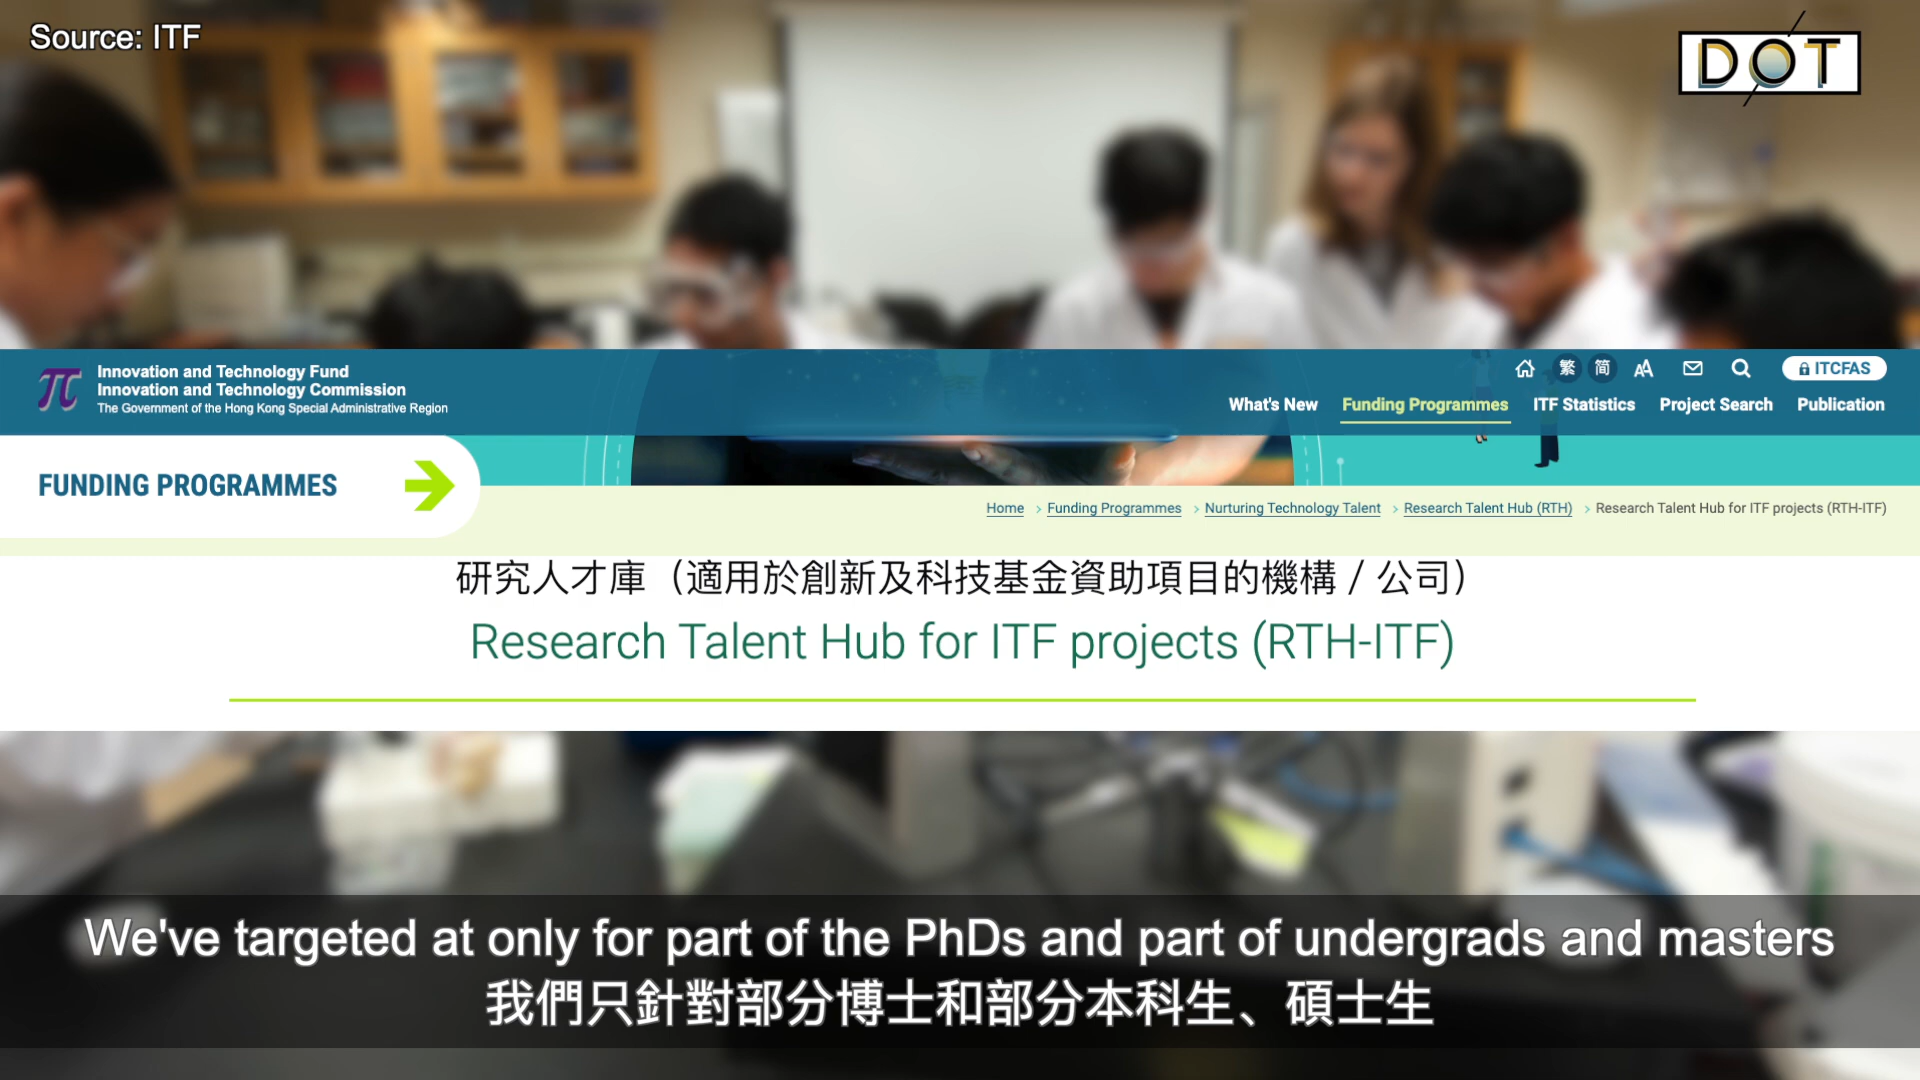 Source: ITF
DOT
Innovation and Technology Fund
Innovation and Technology Commission
The Government of the Hong Kong Special Administrative Region
繁 简 AA ITCFAS
What's New Funding Programmes ITF Statistics Project Search Publication
FUNDING PROGRAMMES
Home > Funding Programmes > Nurturing Technology Talent > Research Talent Hub (RTH) > Research Talent Hub for ITF projects (RTH-ITF)
研究人才庫（適用於創新及科技基金資助項目的機構 / 公司）
Research Talent Hub for ITF projects (RTH-ITF)
We've targeted at only for part of the PhDs and part of undergrads and masters
我們只針對部分博士和部分本科生、碩士生